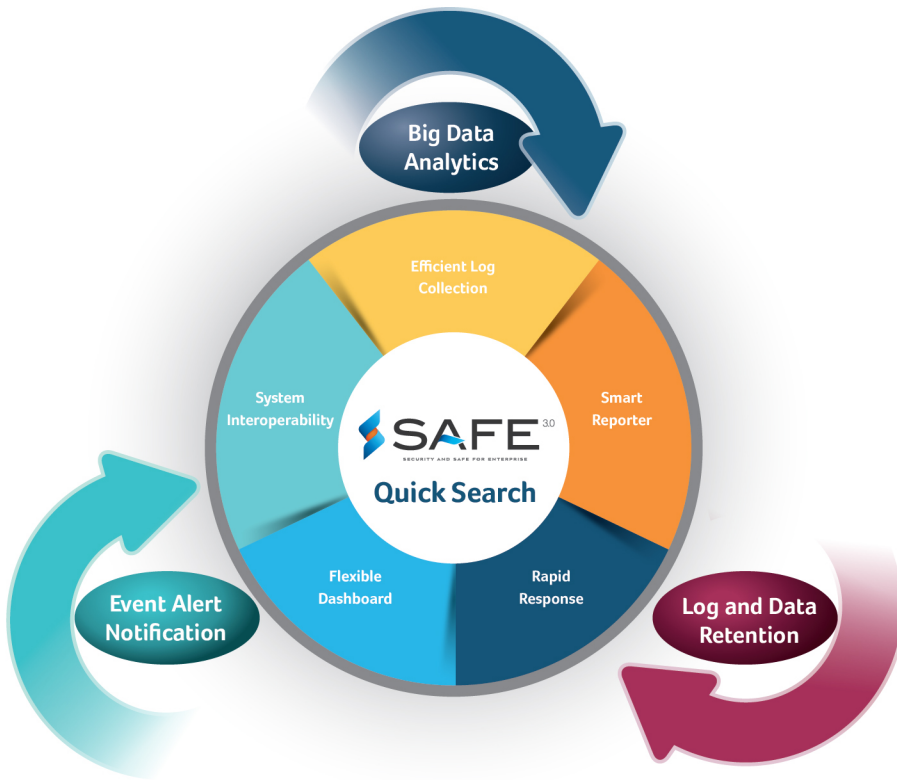 Big Data
Analytics
Efficient Log
Collection
System
Interoperability
Smart
Reporter
SAFE 3.0
SECURITY AND SAFE FOR ENTERPRISE
Quick Search
Flexible
Dashboard
Rapid
Response
Event Alert
Notification
Log and Data
Retention